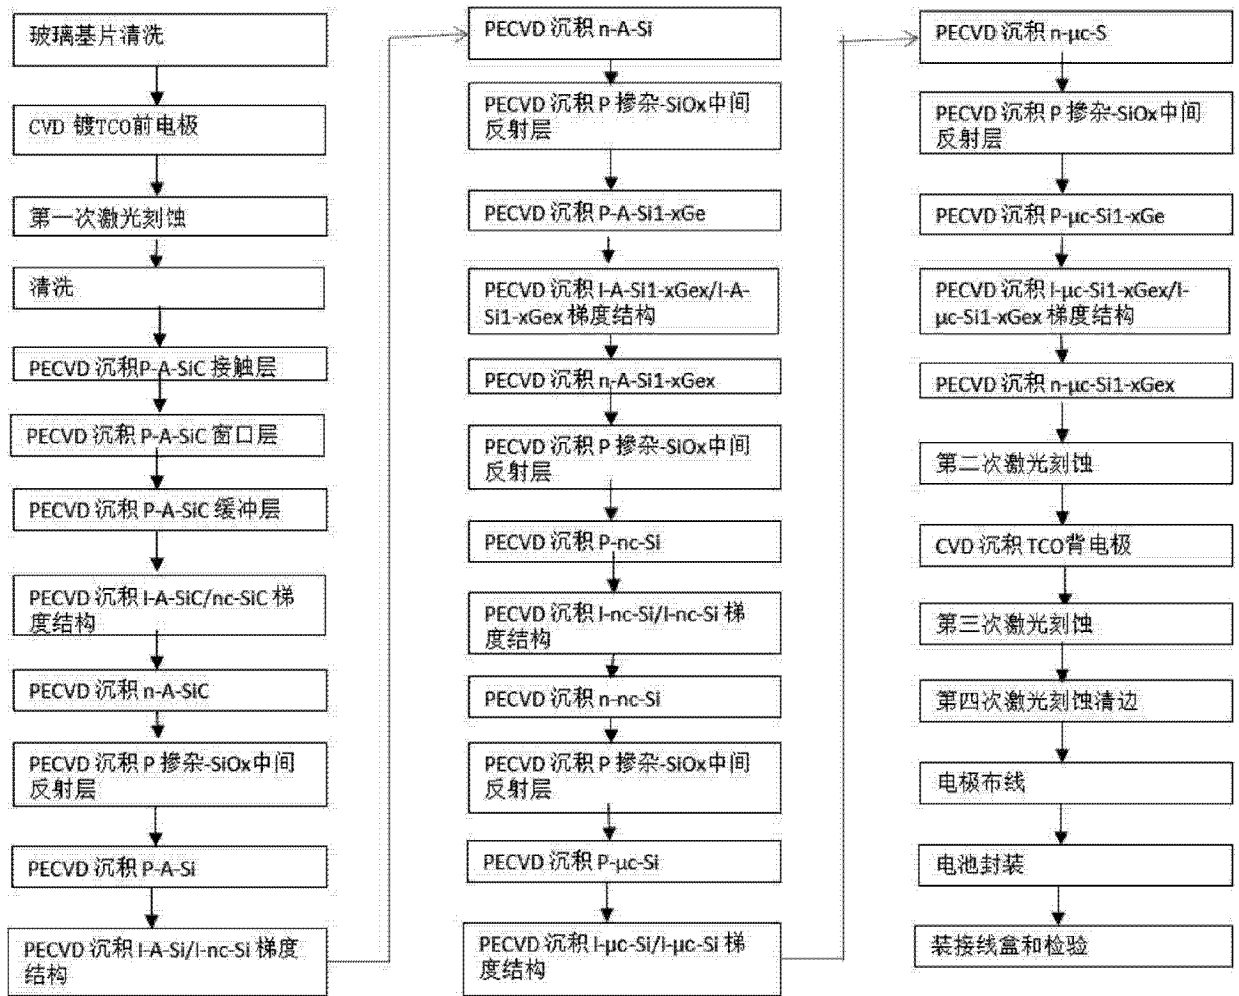 玻璃基片清洗
CVD 镀TCO前电极
第一次激光刻蚀
清洗
PECVD 沉积P-A-SiC 接触层
PECVD 沉积 P-A-SiC 窗口层
PECVD 沉积 P-A-SiC 缓冲层
PECVD 沉积 I-A-SiC/nc-SiC 梯
度结构
PECVD 沉积 n-A-SiC
PECVD 沉积 P 掺杂-SiOx中间
反射层
PECVD 沉积 P-A-Si
PECVD 沉积 I-A-Si/I-nc-Si 梯度
结构
PECVD 沉积 n-A-Si
PECVD 沉积 P 掺杂-SiOx中间
反射层
PECVD 沉积 P-A-Si1-xGe
PECVD 沉积 I-A-Si1-xGex/I-A-
Si1-xGex 梯度结构
PECVD 沉积 n-A-Si1-xGex
PECVD 沉积 P 掺杂-SiOx中间
反射层
PECVD 沉积 P-nc-Si
PECVD 沉积 I-nc-Si/I-nc-Si 梯
度结构
PECVD 沉积 n-nc-Si
PECVD 沉积 P 掺杂-SiOx中间
反射层
PECVD 沉积 P-μc-Si
PECVD 沉积 I-μc-Si/I-μc-Si 梯
度结构
PECVD 沉积 n-μc-S
PECVD 沉积 P 掺杂-SiOx中间
反射层
PECVD 沉积 P-μc-Si1-xGe
PECVD 沉积 I-μc-Si1-xGex/I-
μc-Si1-xGex 梯度结构
PECVD 沉积 n-μc-Si1-xGex
第二次激光刻蚀
CVD 沉积 TCO背电极
第三次激光刻蚀
第四次激光刻蚀清边
电极布线
电池封装
装接线盒和检验